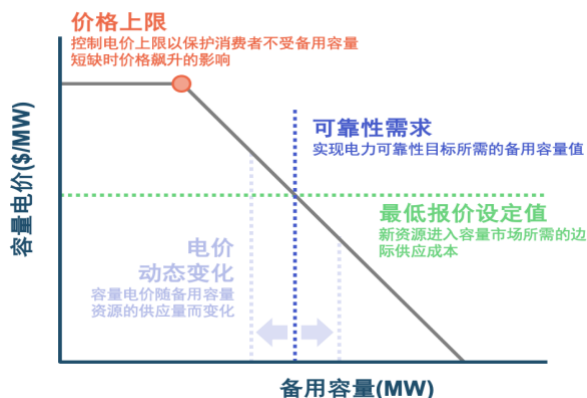 价格上限
控制电价上限以保护消费者不受备用容量
短缺时价格飙升的影响
可靠性需求
实现电力可靠性目标所需的备用容量值
最低报价设定值
新资源进入容量市场所需的边
际供应成本
电价
动态变化
容量电价随备用容量
资源的供应量而变化
容量电价($/MW)
备用容量(MW)